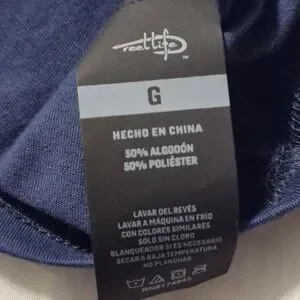 reel life
TM
G
HECHO EN CHINA
50% ALGODÓN
50% POLIÉSTER
LAVAR DEL REVÉS
LAVAR A MÁQUINA EN FRÍO
CON COLORES SIMILARES
SOLO SIN CLORO
BLANQUEADOR SI ES NECESARIO
SECAR A BAJA TEMPERATURA
NO PLANCHAR